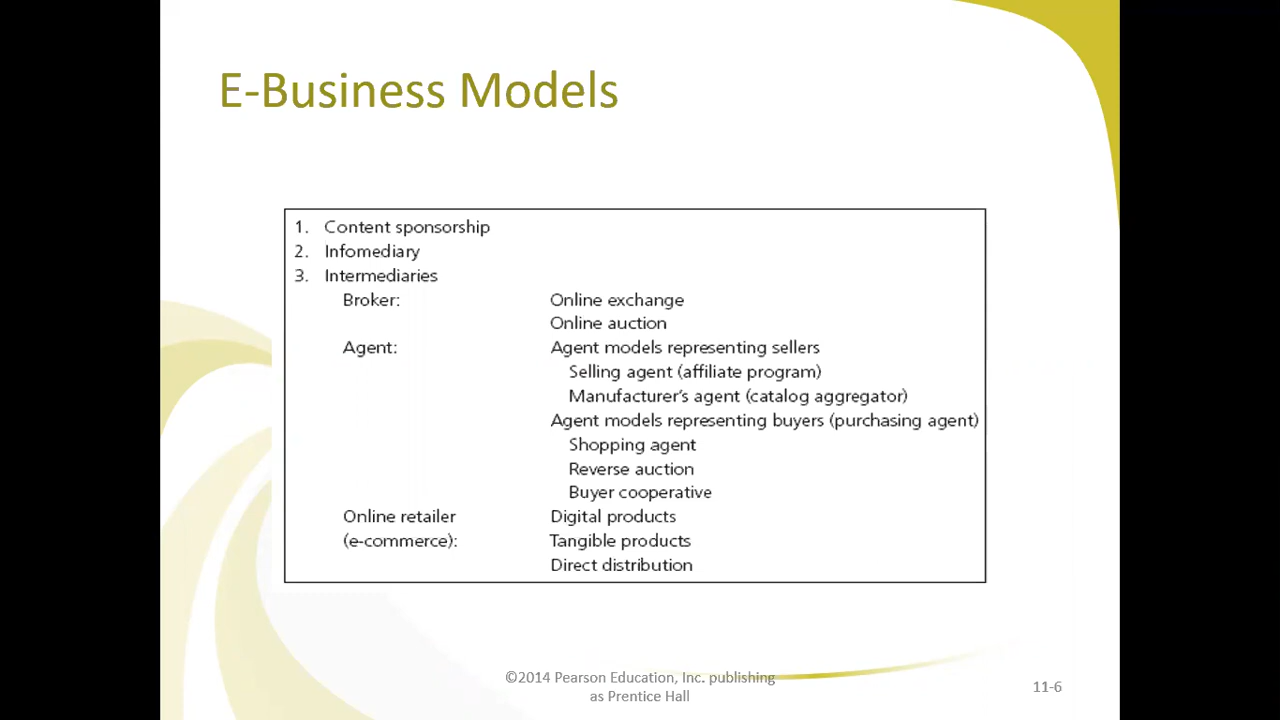 E-Business Models
1. Content sponsorship
2. Infomediary
3. Intermediaries
Broker: Online exchange
Online auction
Agent: Agent models representing sellers
Selling agent (affiliate program)
Manufacturer's agent (catalog aggregator)
Agent models representing buyers (purchasing agent)
Shopping agent
Reverse auction
Buyer cooperative
Online retailer Digital products
(e-commerce): Tangible products
Direct distribution
©2014 Pearson Education, Inc. publishing
as Prentice Hall
11-6